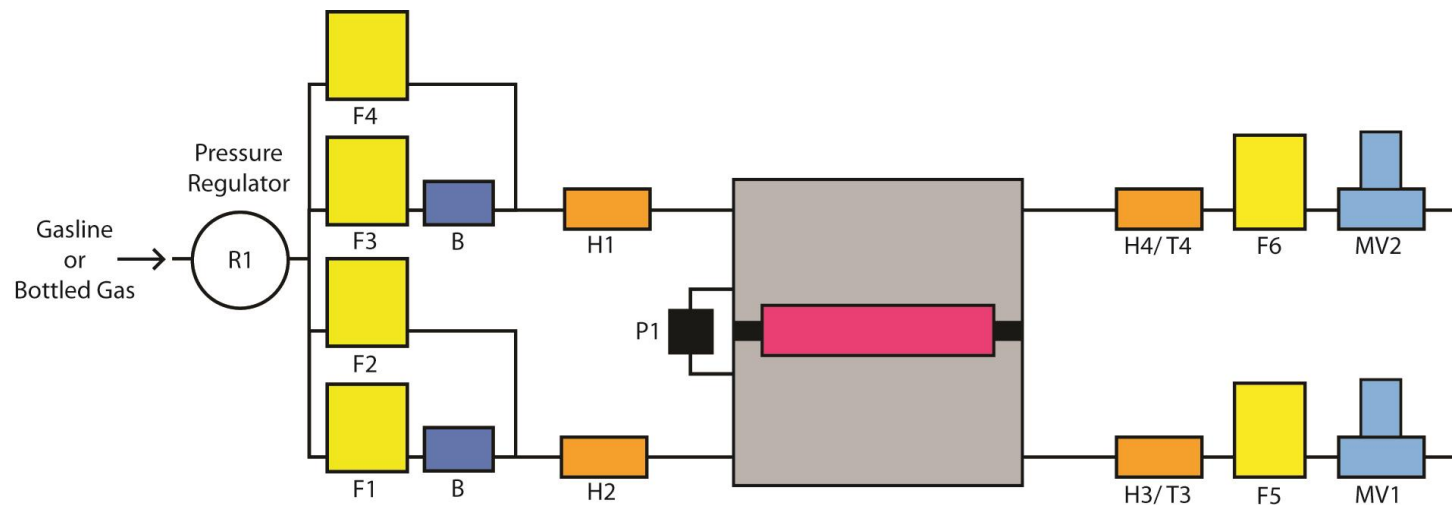 F4
Pressure
Regulator
Gasline
or
Bottled Gas
R1
F3
B
H1
H4/ T4
F6
MV2
P1
F2
F1
B
H2
H3/ T3
F5
MV1